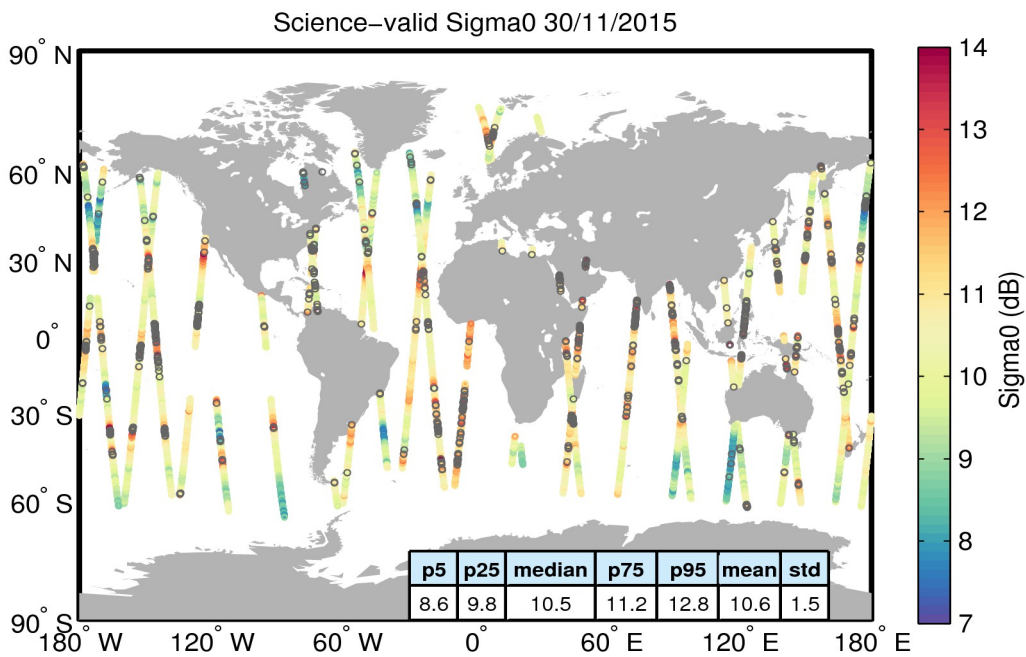 Science−valid Sigma0 30/11/2015
90° N
60° N
30° N
0°
30° S
60° S
90° S
180° W
120° W
60° W
0°
60° E
120° E
180° E
p5 p25 median p75 p95 mean std
8.6 9.8 10.5 11.2 12.8 10.6 1.5
14
13
12
11
10
9
8
7
Sigma0 (dB)